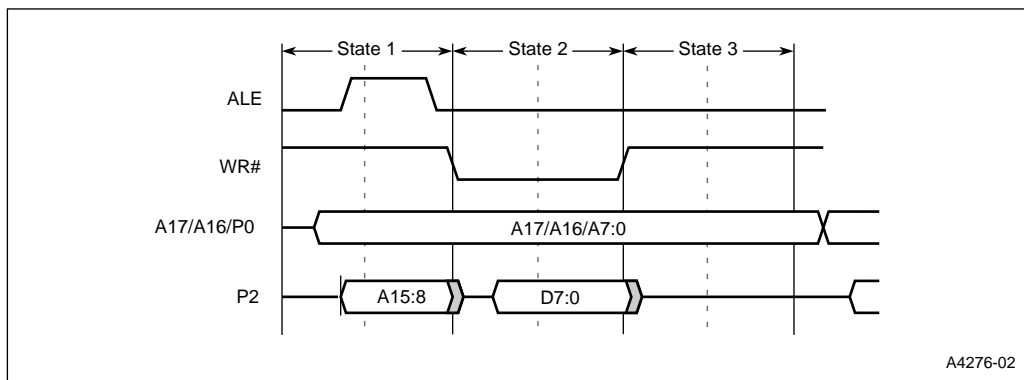 State 1 State 2 State 3
ALE
WR#
A17/A16/P0 A17/A16/A7:0
P2 A15:8 D7:0
A4276-02